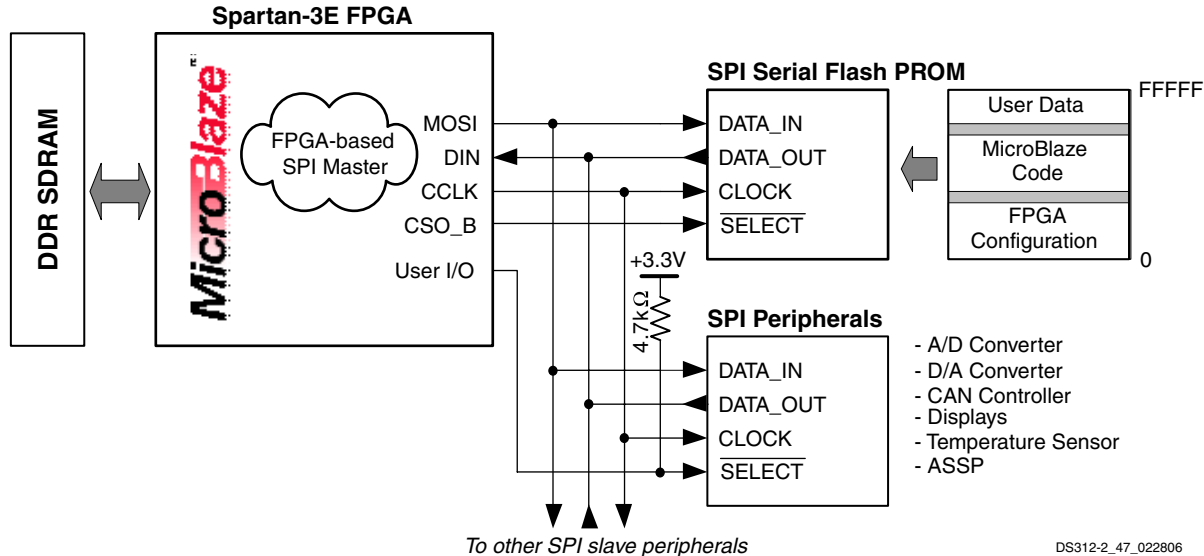 Spartan-3E FPGA
DDR SDRAM
MicroBlaze
FPGA-based
SPI Master
MOSI
DIN
CCLK
CSO_B
User I/O
SPI Serial Flash PROM
DATA_IN
DATA_OUT
CLOCK
SELECT
FFFFF
User Data
MicroBlaze
Code
FPGA
Configuration
0
+3.3V
4.7kΩ
SPI Peripherals
DATA_IN
DATA_OUT
CLOCK
SELECT
- A/D Converter
- D/A Converter
- CAN Controller
- Displays
- Temperature Sensor
- ASSP
To other SPI slave peripherals
DS312-2_47_022806